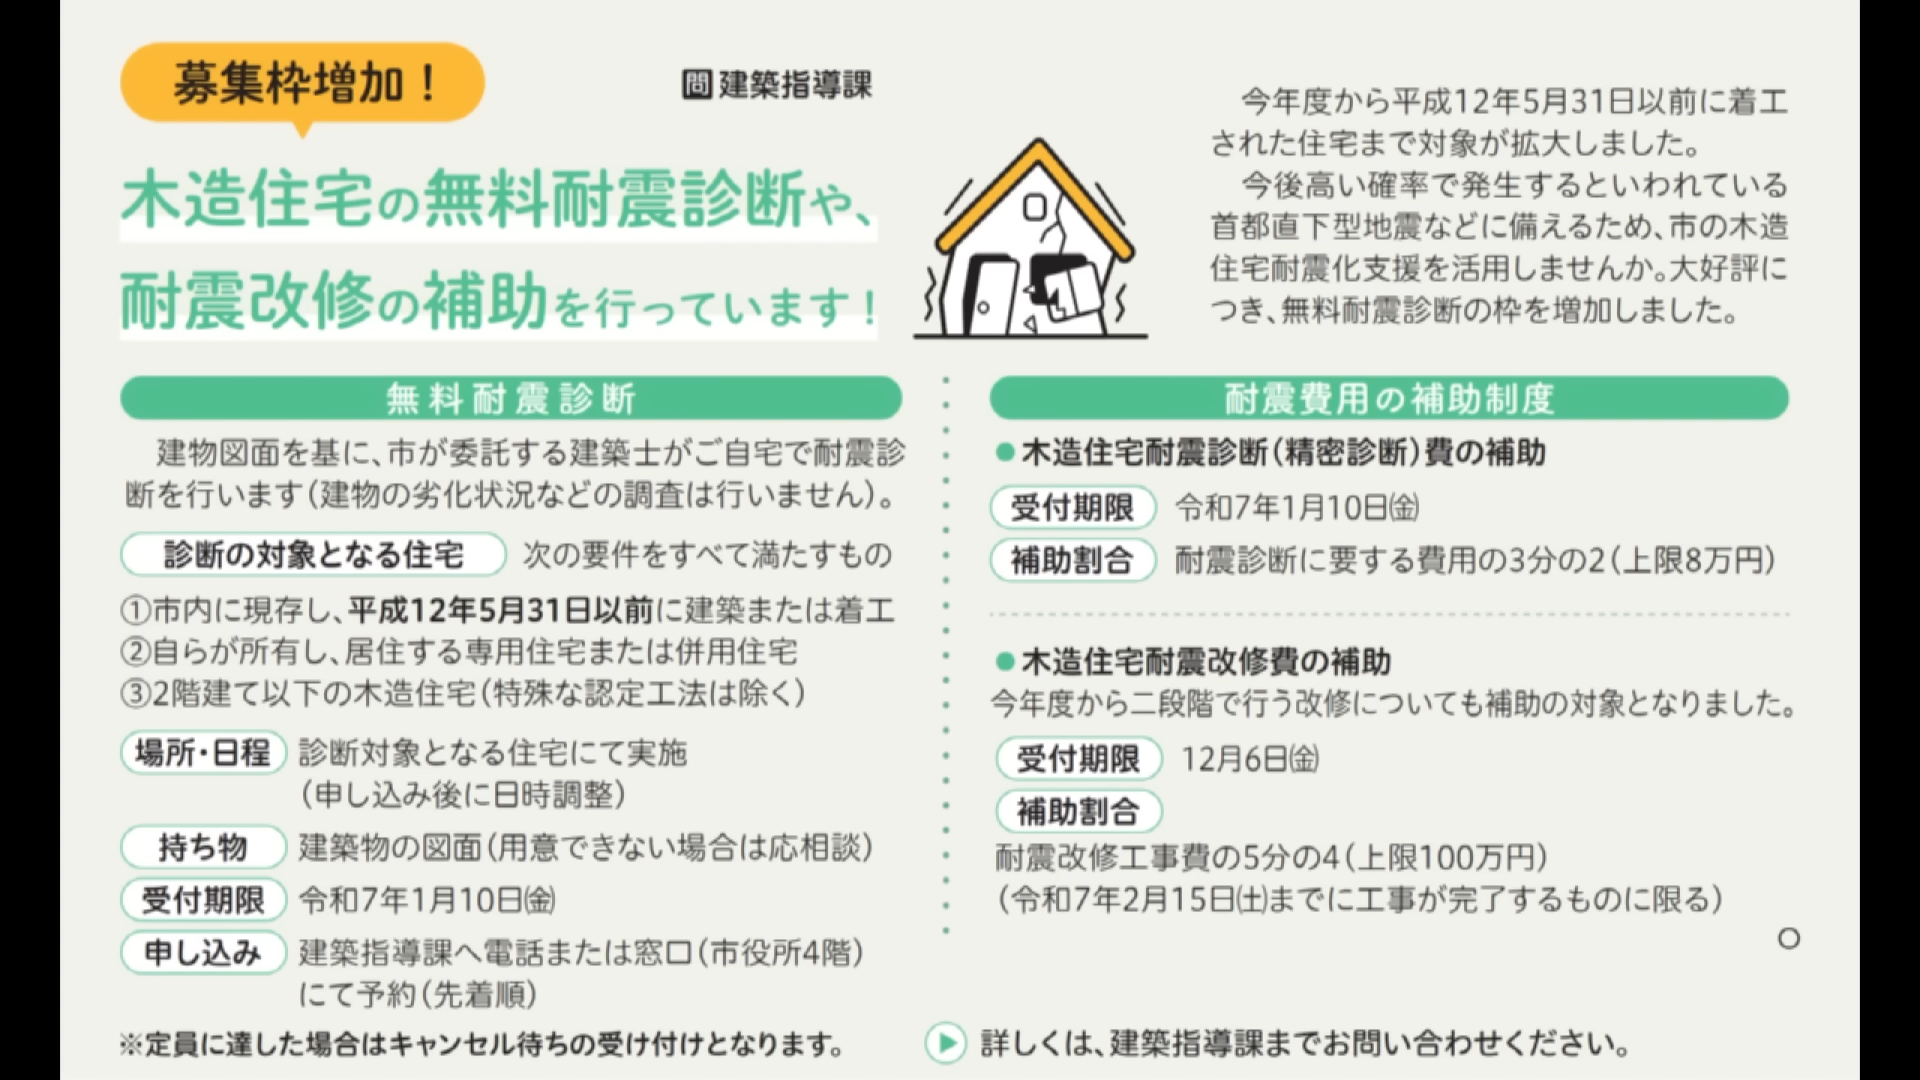 募集枠増加！
問 建築指導課
木造住宅の無料耐震診断や、
耐震改修の補助を行っています！
今年度から平成12年5月31日以前に着工
された住宅まで対象が拡大しました。
今後高い確率で発生するといわれている
首都直下型地震などに備えるため、市の木造
住宅耐震化支援を活用しませんか。大好評に
つき、無料耐震診断の枠を増加しました。
無料耐震診断
建物図面を基に、市が委託する建築士がご自宅で耐震診
断を行います（建物の劣化状況などの調査は行いません）。
診断の対象となる住宅 次の要件をすべて満たすもの
①市内に現存し、平成12年5月31日以前に建築または着工
②自らが所有し、居住する専用住宅または併用住宅
③2階建て以下の木造住宅（特殊な認定工法は除く）
場所・日程 診断対象となる住宅にて実施
（申し込み後に日時調整）
持ち物 建築物の図面（用意できない場合は応相談）
受付期限 令和7年1月10日㈮
申し込み 建築指導課へ電話または窓口（市役所4階）
にて予約（先着順）
※定員に達した場合はキャンセル待ちの受け付けとなります。
耐震費用の補助制度
●木造住宅耐震診断（精密診断）費の補助
受付期限 令和7年1月10日㈮
補助割合 耐震診断に要する費用の3分の2（上限8万円）
●木造住宅耐震改修費の補助
今年度から二段階で行う改修についても補助の対象となりました。
受付期限 12月6日㈮
補助割合
耐震改修工事費の5分の4（上限100万円）
（令和7年2月15日㈯までに工事が完了するものに限る）
詳しくは、建築指導課までお問い合わせください。